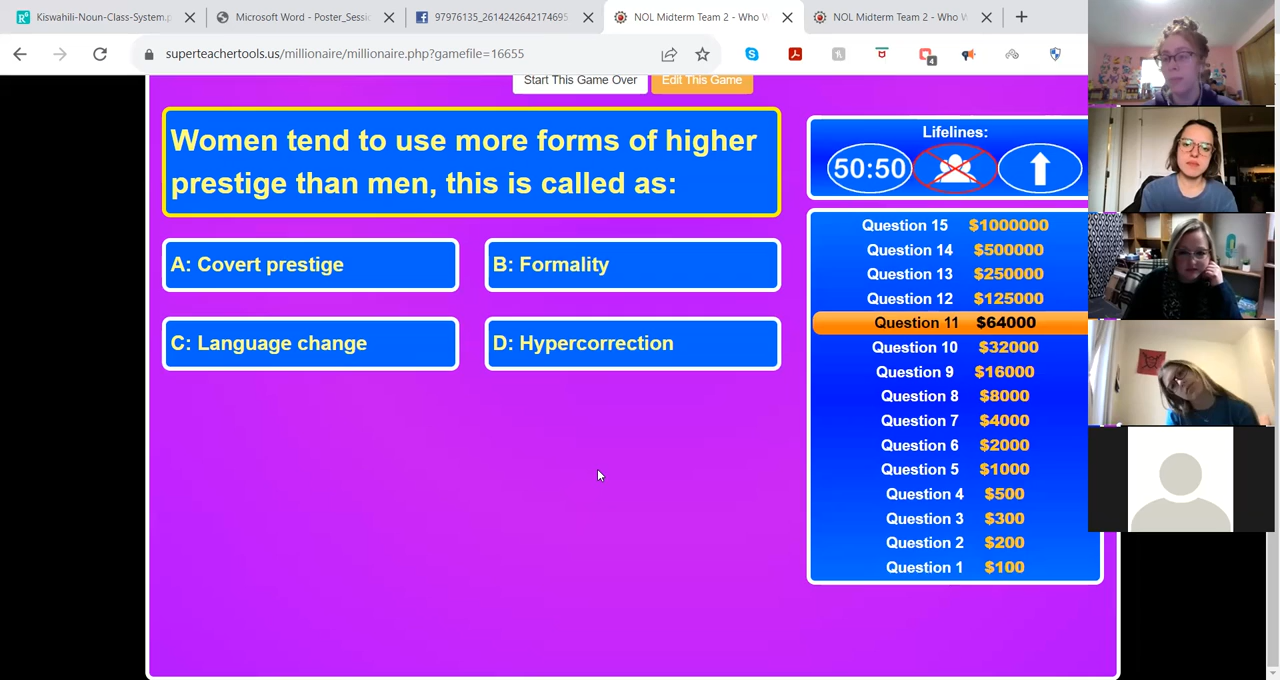 Kiswahili-Noun-Class-System.p
Microsoft Word - Poster_Sessi
97976135_2614242642174695
NOL Midterm Team 2 - Who W
NOL Midterm Team 2 - Who W
superteachertools.us/millionaire/millionaire.php?gamefile=16655
4
Start This Game Over
Edit This Game
Women tend to use more forms of higher
prestige than men, this is called as:
A: Covert prestige
B: Formality
C: Language change
D: Hypercorrection
Lifelines:
50:50
Question 15 $1000000
Question 14 $500000
Question 13 $250000
Question 12 $125000
Question 11 $64000
Question 10 $32000
Question 9 $16000
Question 8 $8000
Question 7 $4000
Question 6 $2000
Question 5 $1000
Question 4 $500
Question 3 $300
Question 2 $200
Question 1 $100